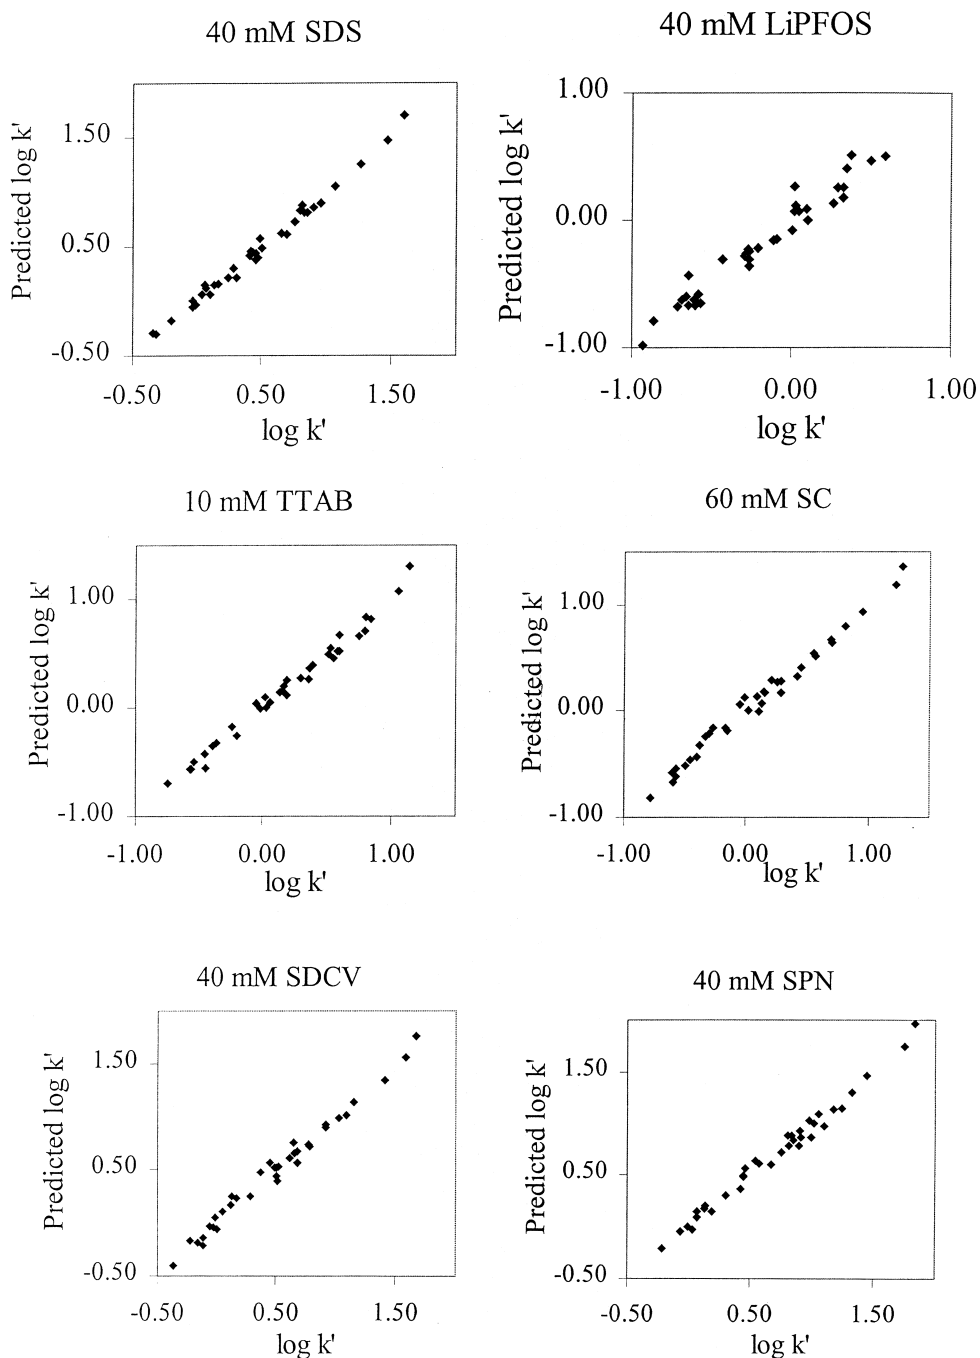 40 mM SDS
Predicted log k'
1.50
0.50
-0.50
-0.50 0.50 1.50
log k'
40 mM LiPFOS
Predicted log k'
1.00
0.00
-1.00
-1.00 0.00 1.00
log k'
10 mM TTAB
Predicted log k'
1.00
0.00
-1.00
-1.00 0.00 1.00
log k'
60 mM SC
Predicted log k'
1.00
0.00
-1.00
-1.00 0.00 1.00
log k'
40 mM SDCV
Predicted log k'
1.50
0.50
-0.50
-0.50 0.50 1.50
log k'
40 mM SPN
Predicted log k'
1.50
0.50
-0.50
-0.50 0.50 1.50
log k'